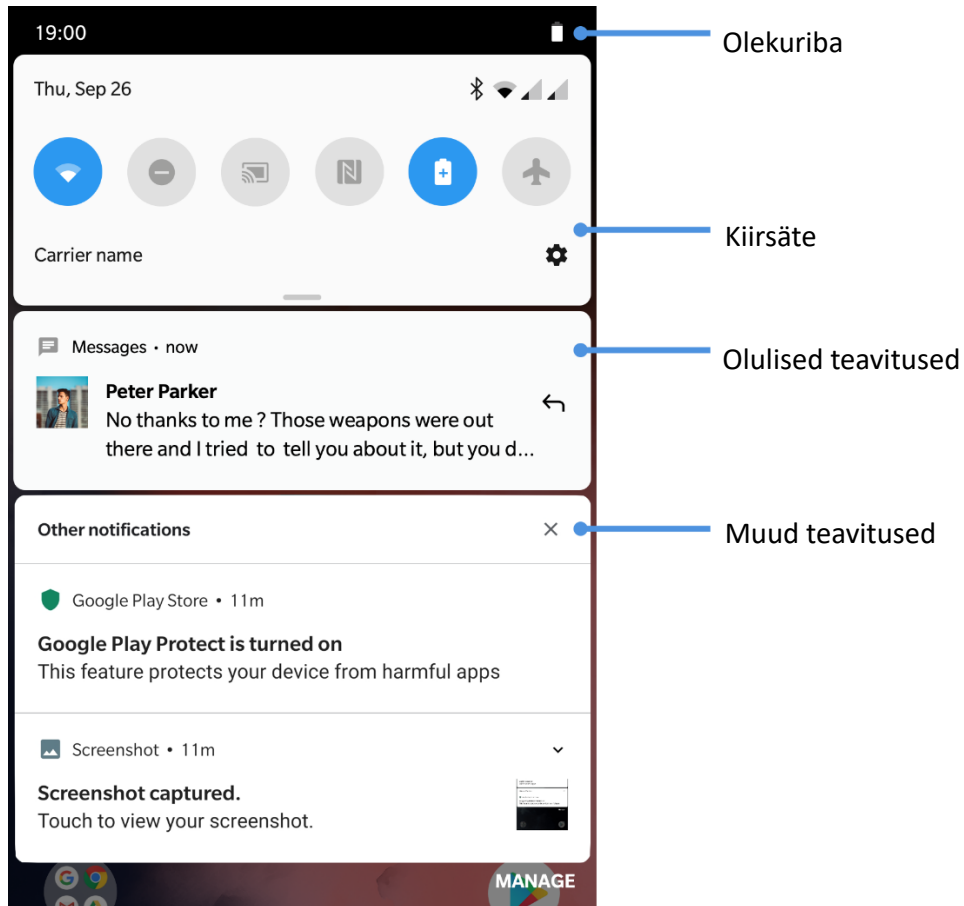 19:00
Olekuriba
Thu, Sep 26
Kiirsäte
Carrier name
Messages · now
Olulised teavitused
Peter Parker
No thanks to me ? Those weapons were out
there and I tried to tell you about it, but you d...
Other notifications
Muud teavitused
Google Play Store • 11m
Google Play Protect is turned on
This feature protects your device from harmful apps
Screenshot • 11m
Screenshot captured.
Touch to view your screenshot.
MANAGE